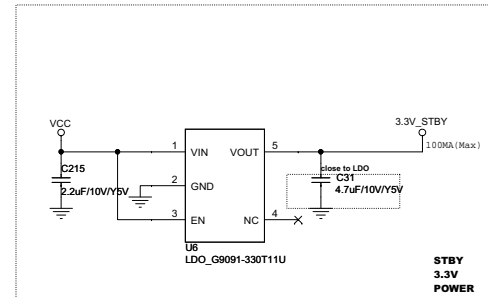 VCC
3.3V_STBY
100MA(Max)
1
VIN
VOUT
5
C215
2.2uF/10V/Y5V
2
GND
close to LDO
C31
4.7uF/10V/Y5V
3
EN
NC
4
U6
LDO_G9091-330T11U
STBY
3.3V
POWER